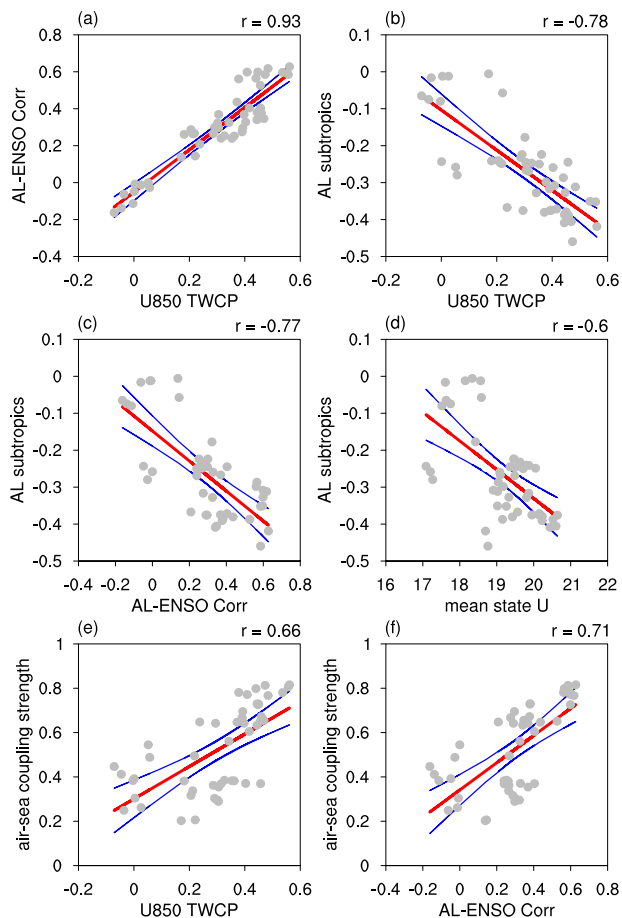 (a) r = 0.93
AL-ENSO Corr
0.8
0.6
0.4
0.2
0
-0.2
0.4
-0.2 0 0.2 0.4 0.6
U850 TWCP
(b) r = -0.78
AL subtropics
0.1
0
-0.1
-0.2
-0.3
-0.4
-0.5
-0.2 0 0.2 0.4 0.6
U850 TWCP
(c) r = -0.77
AL subtropics
0.1
0
-0.1
-0.2
-0.3
-0.4
-0.5
-0.4 -0.2 0 0.2 0.4 0.6 0.8
AL-ENSO Corr
(d) r = -0.6
AL subtropics
0.1
0
-0.1
-0.2
-0.3
-0.4
-0.5
16 17 18 19 20 21 22
mean state U
(e) r = 0.66
air-sea coupling strength
1
0.8
0.6
0.4
0.2
0
-0.2 0 0.2 0.4 0.6
U850 TWCP
(f) r = 0.71
air-sea coupling strength
1
0.8
0.6
0.4
0.2
0
-0.4 -0.2 0 0.2 0.4 0.6 0.8
AL-ENSO Corr